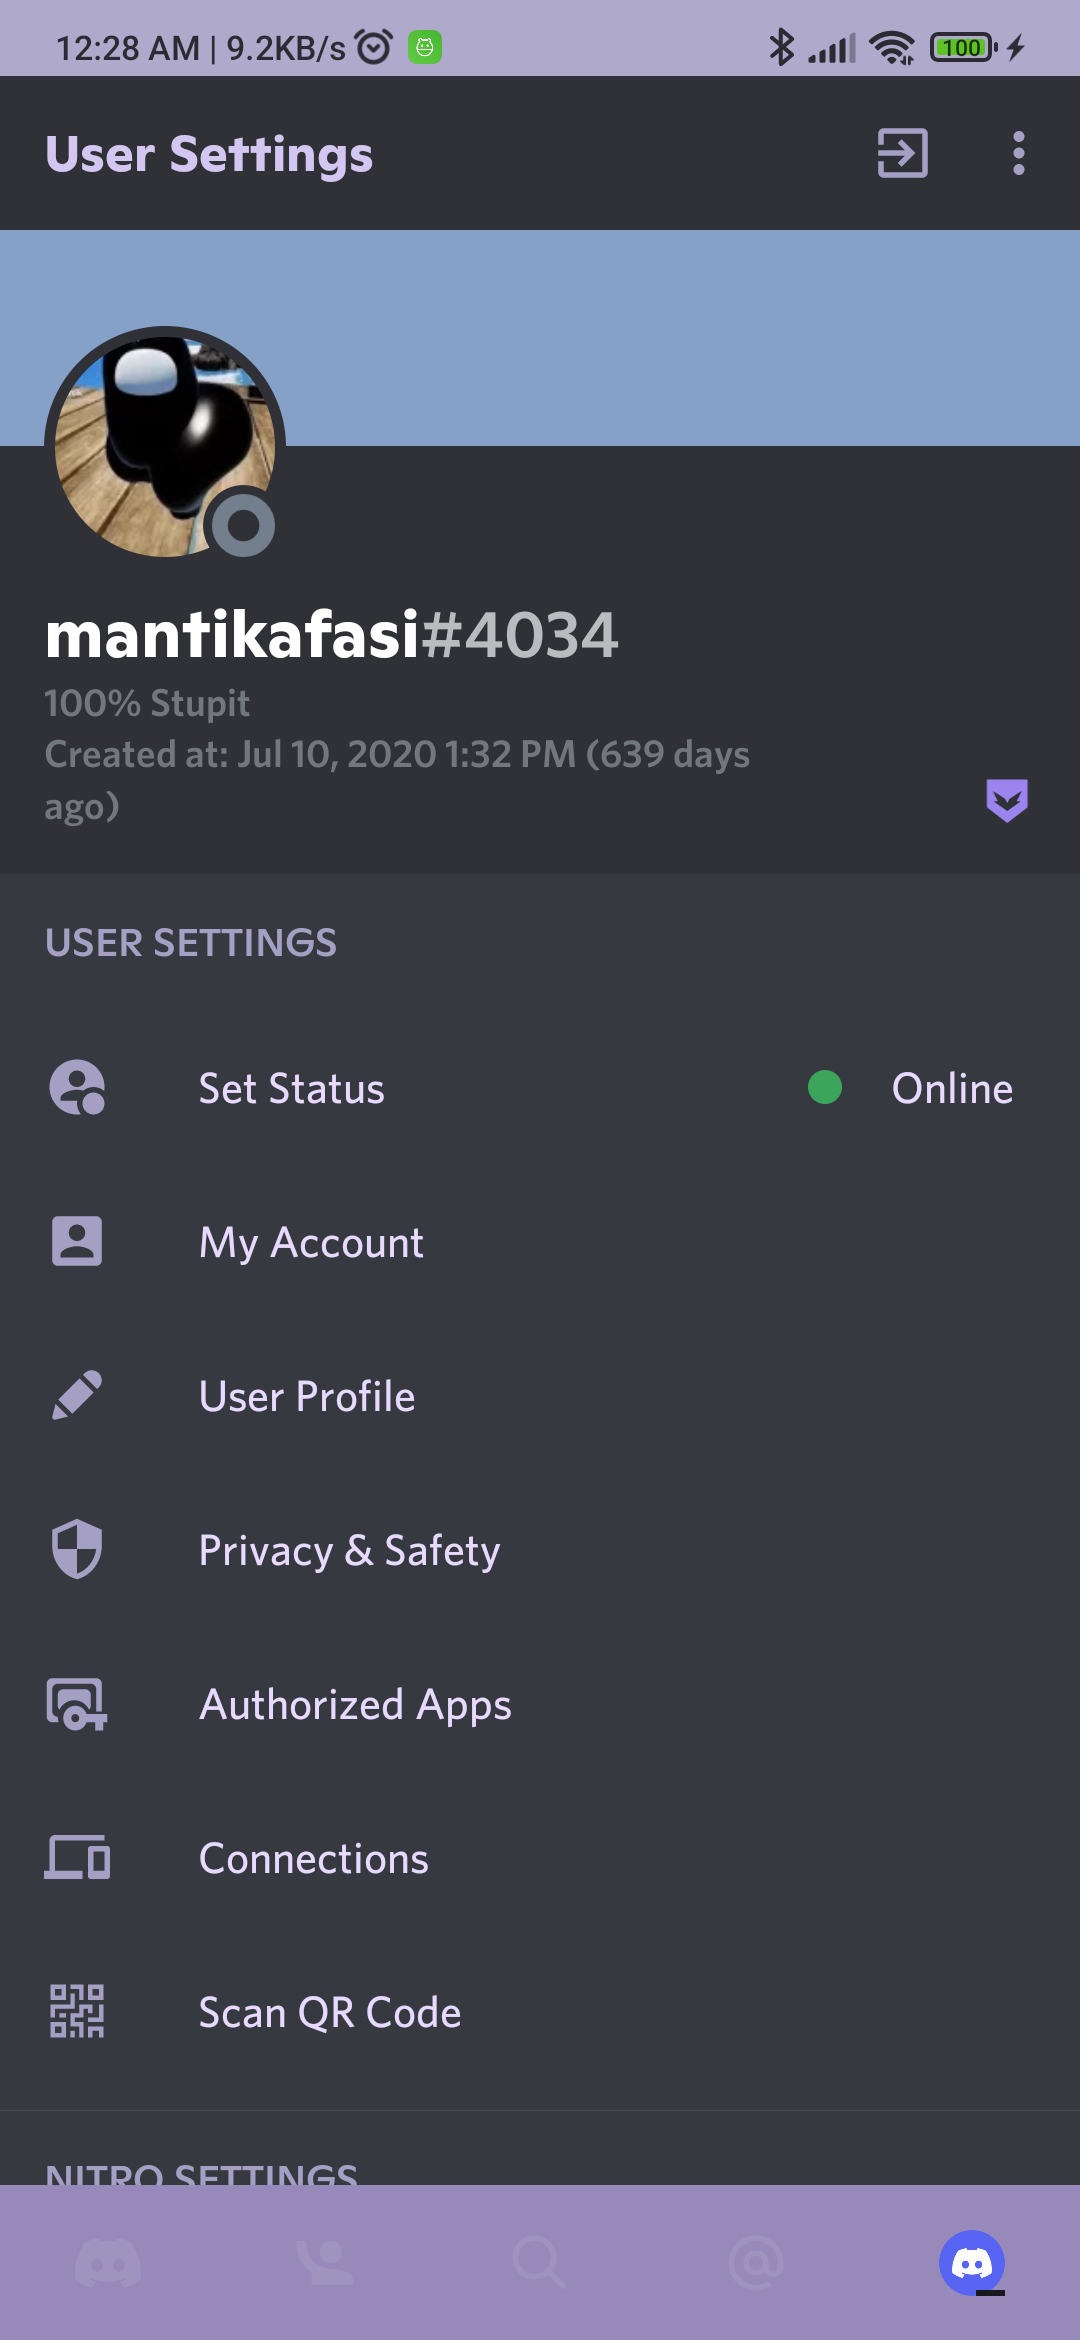 12:28 AM | 9.2KB/s
100
User Settings
mantikafasi#4034
100% Stupit
Created at: Jul 10, 2020 1:32 PM (639 days
ago)
USER SETTINGS
Set Status
Online
My Account
User Profile
Privacy & Safety
Authorized Apps
Connections
Scan QR Code
NITRO SETTINGS